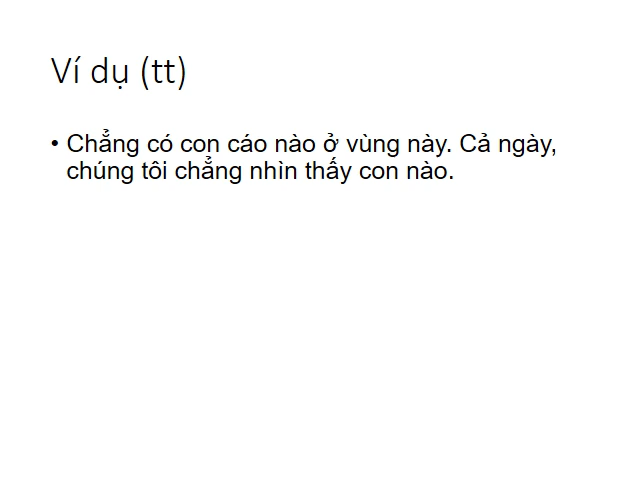 Ví dụ (tt)
• Chẳng có con cáo nào ở vùng này. Cả ngày,
chúng tôi chẳng nhìn thấy con nào.